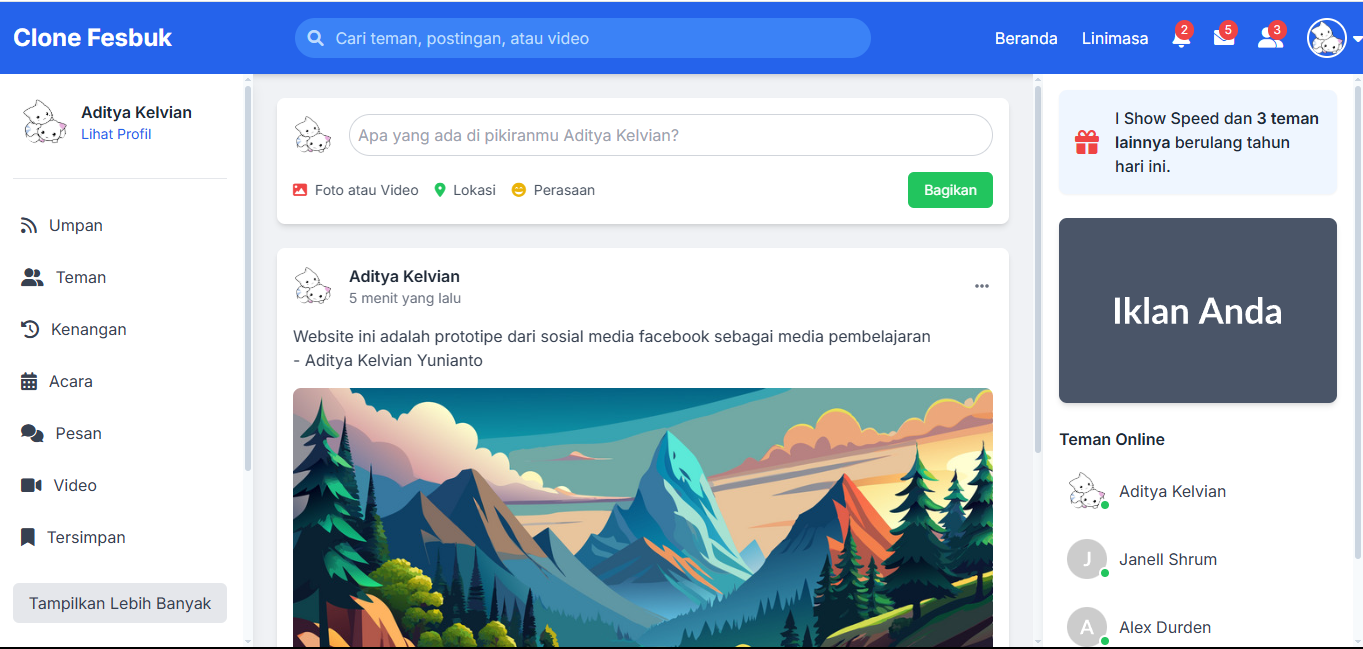 Clone Fesbuk
Cari teman, postingan, atau video
Beranda
Linimasa
2
5
3
Aditya Kelvian
Lihat Profil
Umpan
Teman
Kenangan
Acara
Pesan
Video
Tersimpan
Tampilkan Lebih Banyak
Apa yang ada di pikiranmu Aditya Kelvian?
Foto atau Video
Lokasi
Perasaan
Bagikan
Aditya Kelvian
5 menit yang lalu
Website ini adalah prototipe dari sosial media facebook sebagai media pembelajaran
- Aditya Kelvian Yunianto
I Show Speed dan 3 teman
lainnya berulang tahun
hari ini.
Iklan Anda
Teman Online
Aditya Kelvian
J
Janell Shrum
A
Alex Durden